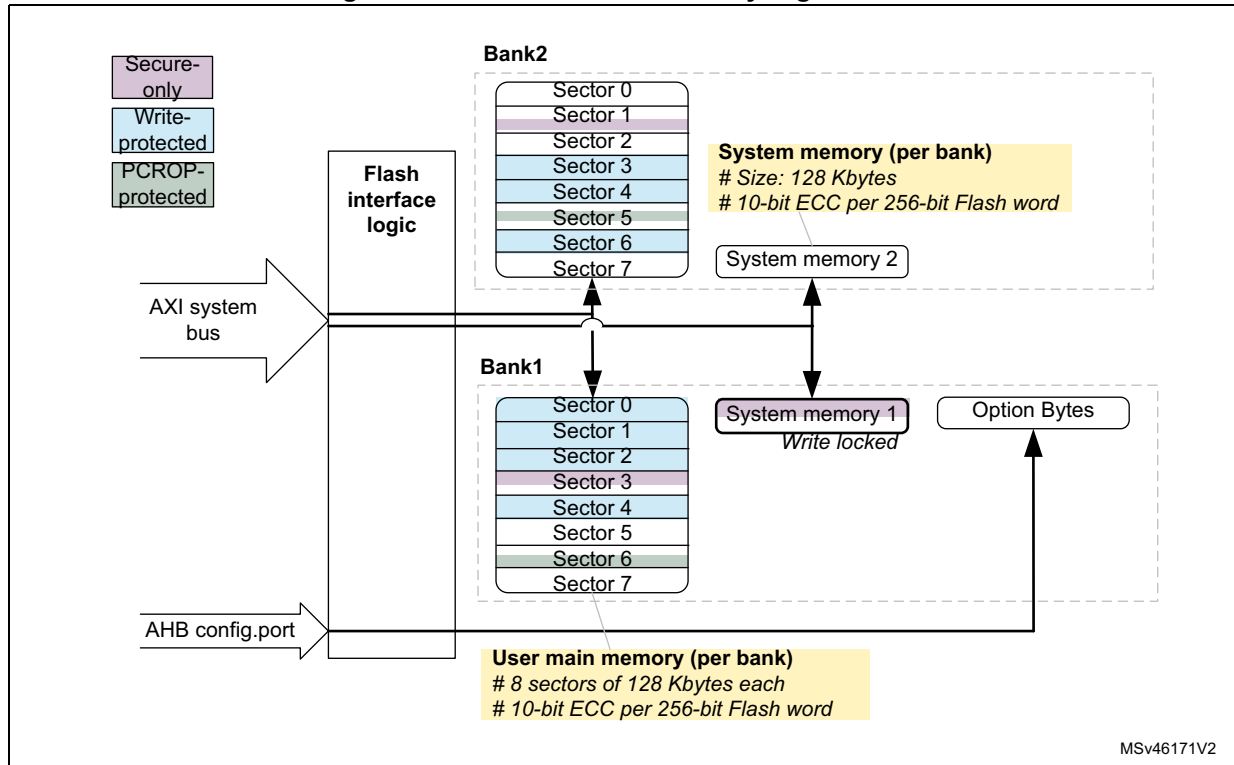 Secure-
only
Write-
protected
PCROP-
protected
Flash
interface
logic
AXI system
bus
AHB config.port
Bank2
Sector 0
Sector 1
Sector 2
Sector 3
Sector 4
Sector 5
Sector 6
Sector 7
System memory (per bank)
# Size: 128 Kbytes
# 10-bit ECC per 256-bit Flash word
System memory 2
Bank1
Sector 0
Sector 1
Sector 2
Sector 3
Sector 4
Sector 5
Sector 6
Sector 7
System memory 1
Write locked
Option Bytes
User main memory (per bank)
# 8 sectors of 128 Kbytes each
# 10-bit ECC per 256-bit Flash word
MSv46171V2